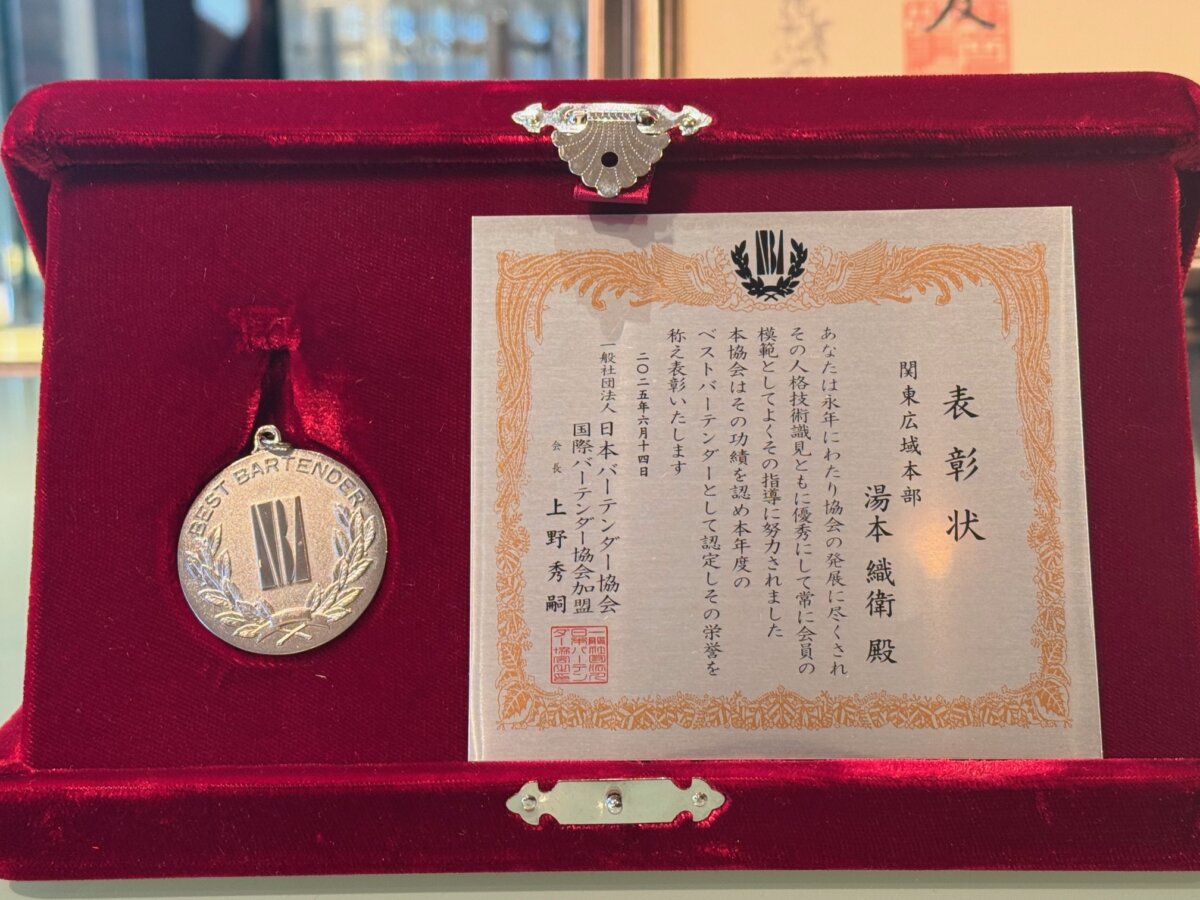 表彰状
関東広域本部
湯本織衛殿
あなたは永年にわたり協会の発展に尽くされ
その人格技術識見ともに優秀にして常に会員の
模範としてよくその指導に努力されました
本協会はその功績を認め本年度の
ベストバーテンダーとして認定しその栄誉を
称え表彰いたします
二〇二五年六月十四日
一般社団法人日本バーテンダー協会
国際バーテンダー協会加盟
会長 上野秀嗣
BEST BARTENDER